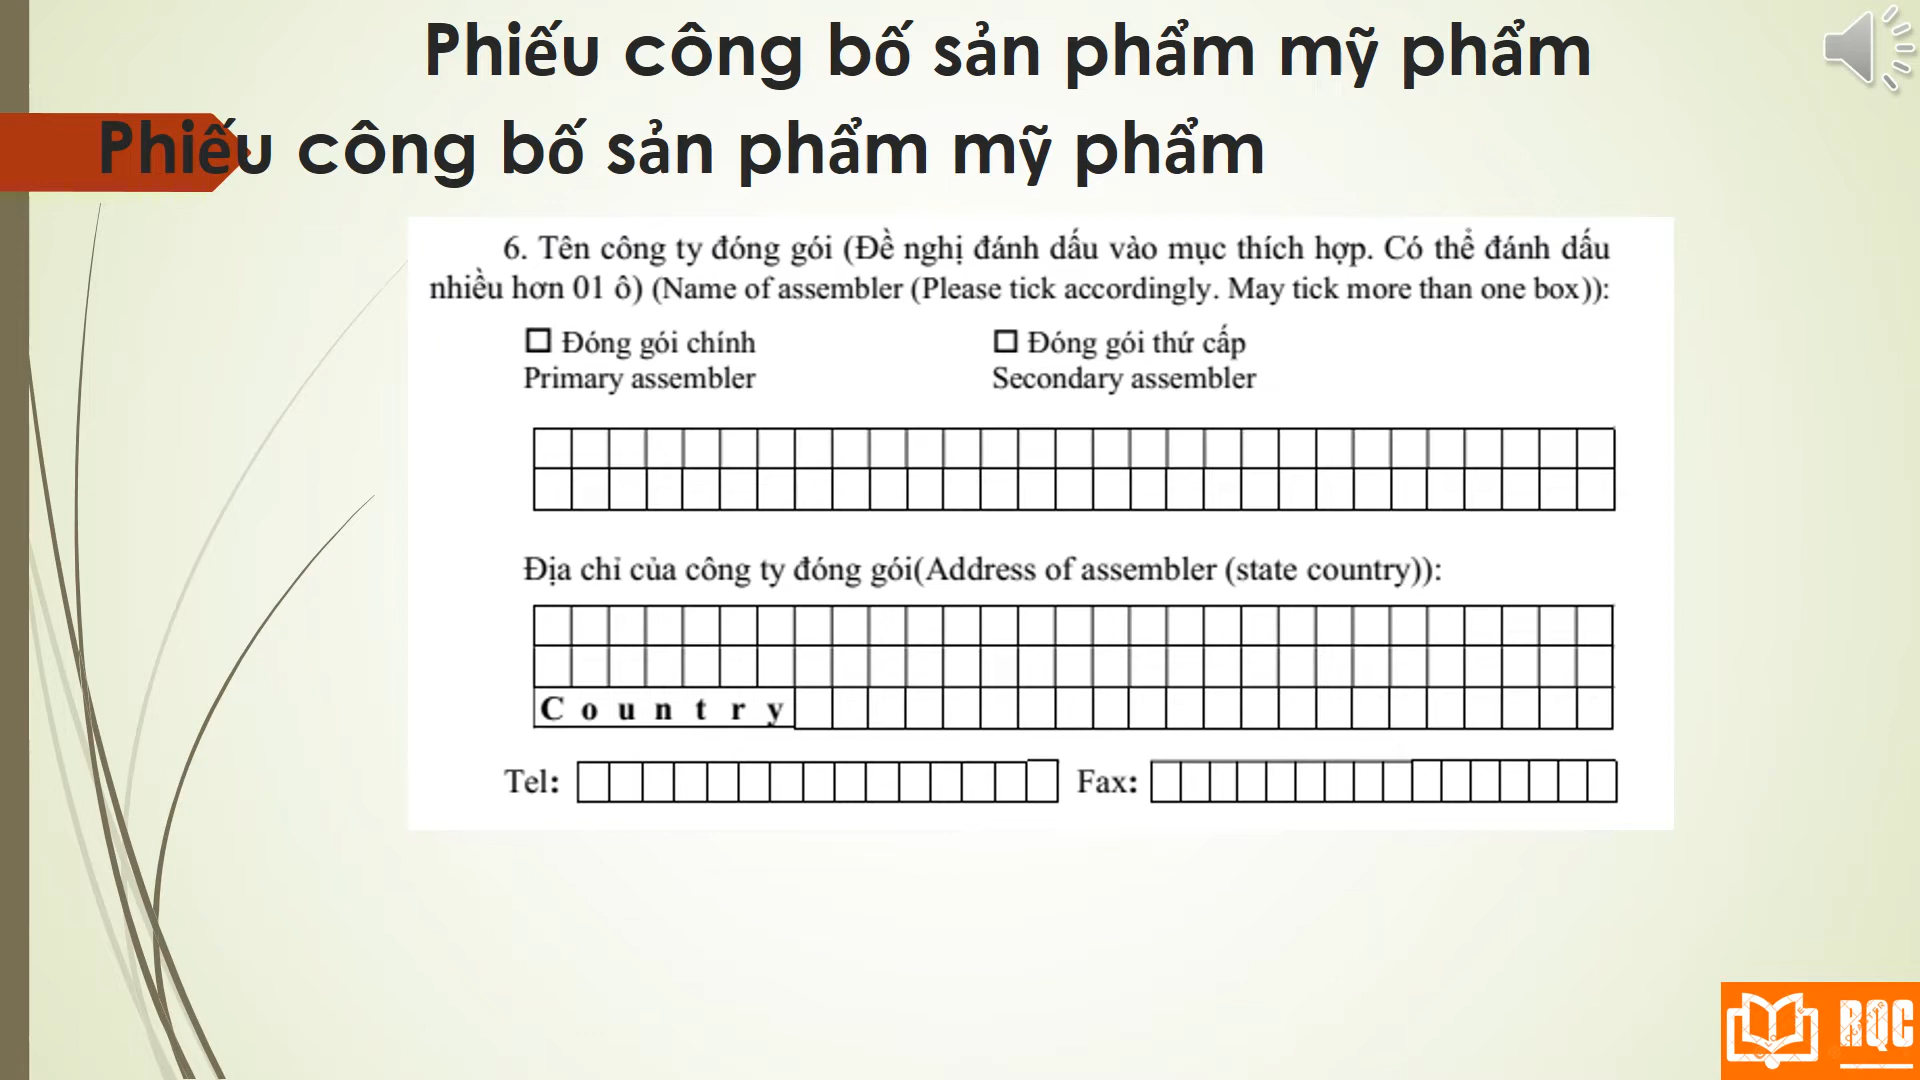 Phiếu công bố sản phẩm mỹ phẩm
Phiếu công bố sản phẩm mỹ phẩm
6. Tên công ty đóng gói (Đề nghị đánh dấu vào mục thích hợp. Có thể đánh dấu
nhiều hơn 01 ô) (Name of assembler (Please tick accordingly. May tick more than one box)):
☐ Đóng gói chính ☐ Đóng gói thứ cấp
Primary assembler Secondary assembler
Địa chỉ của công ty đóng gói(Address of assembler (state country)):
Country
Tel: Fax:
RQC